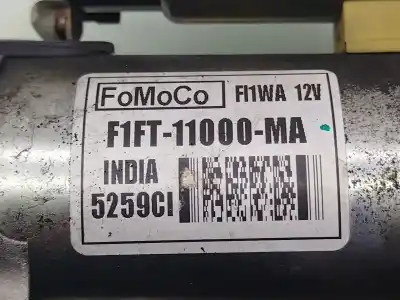 FoMoCo FI1WA 12V
F1FT-11000-MA
INDIA
5259CI